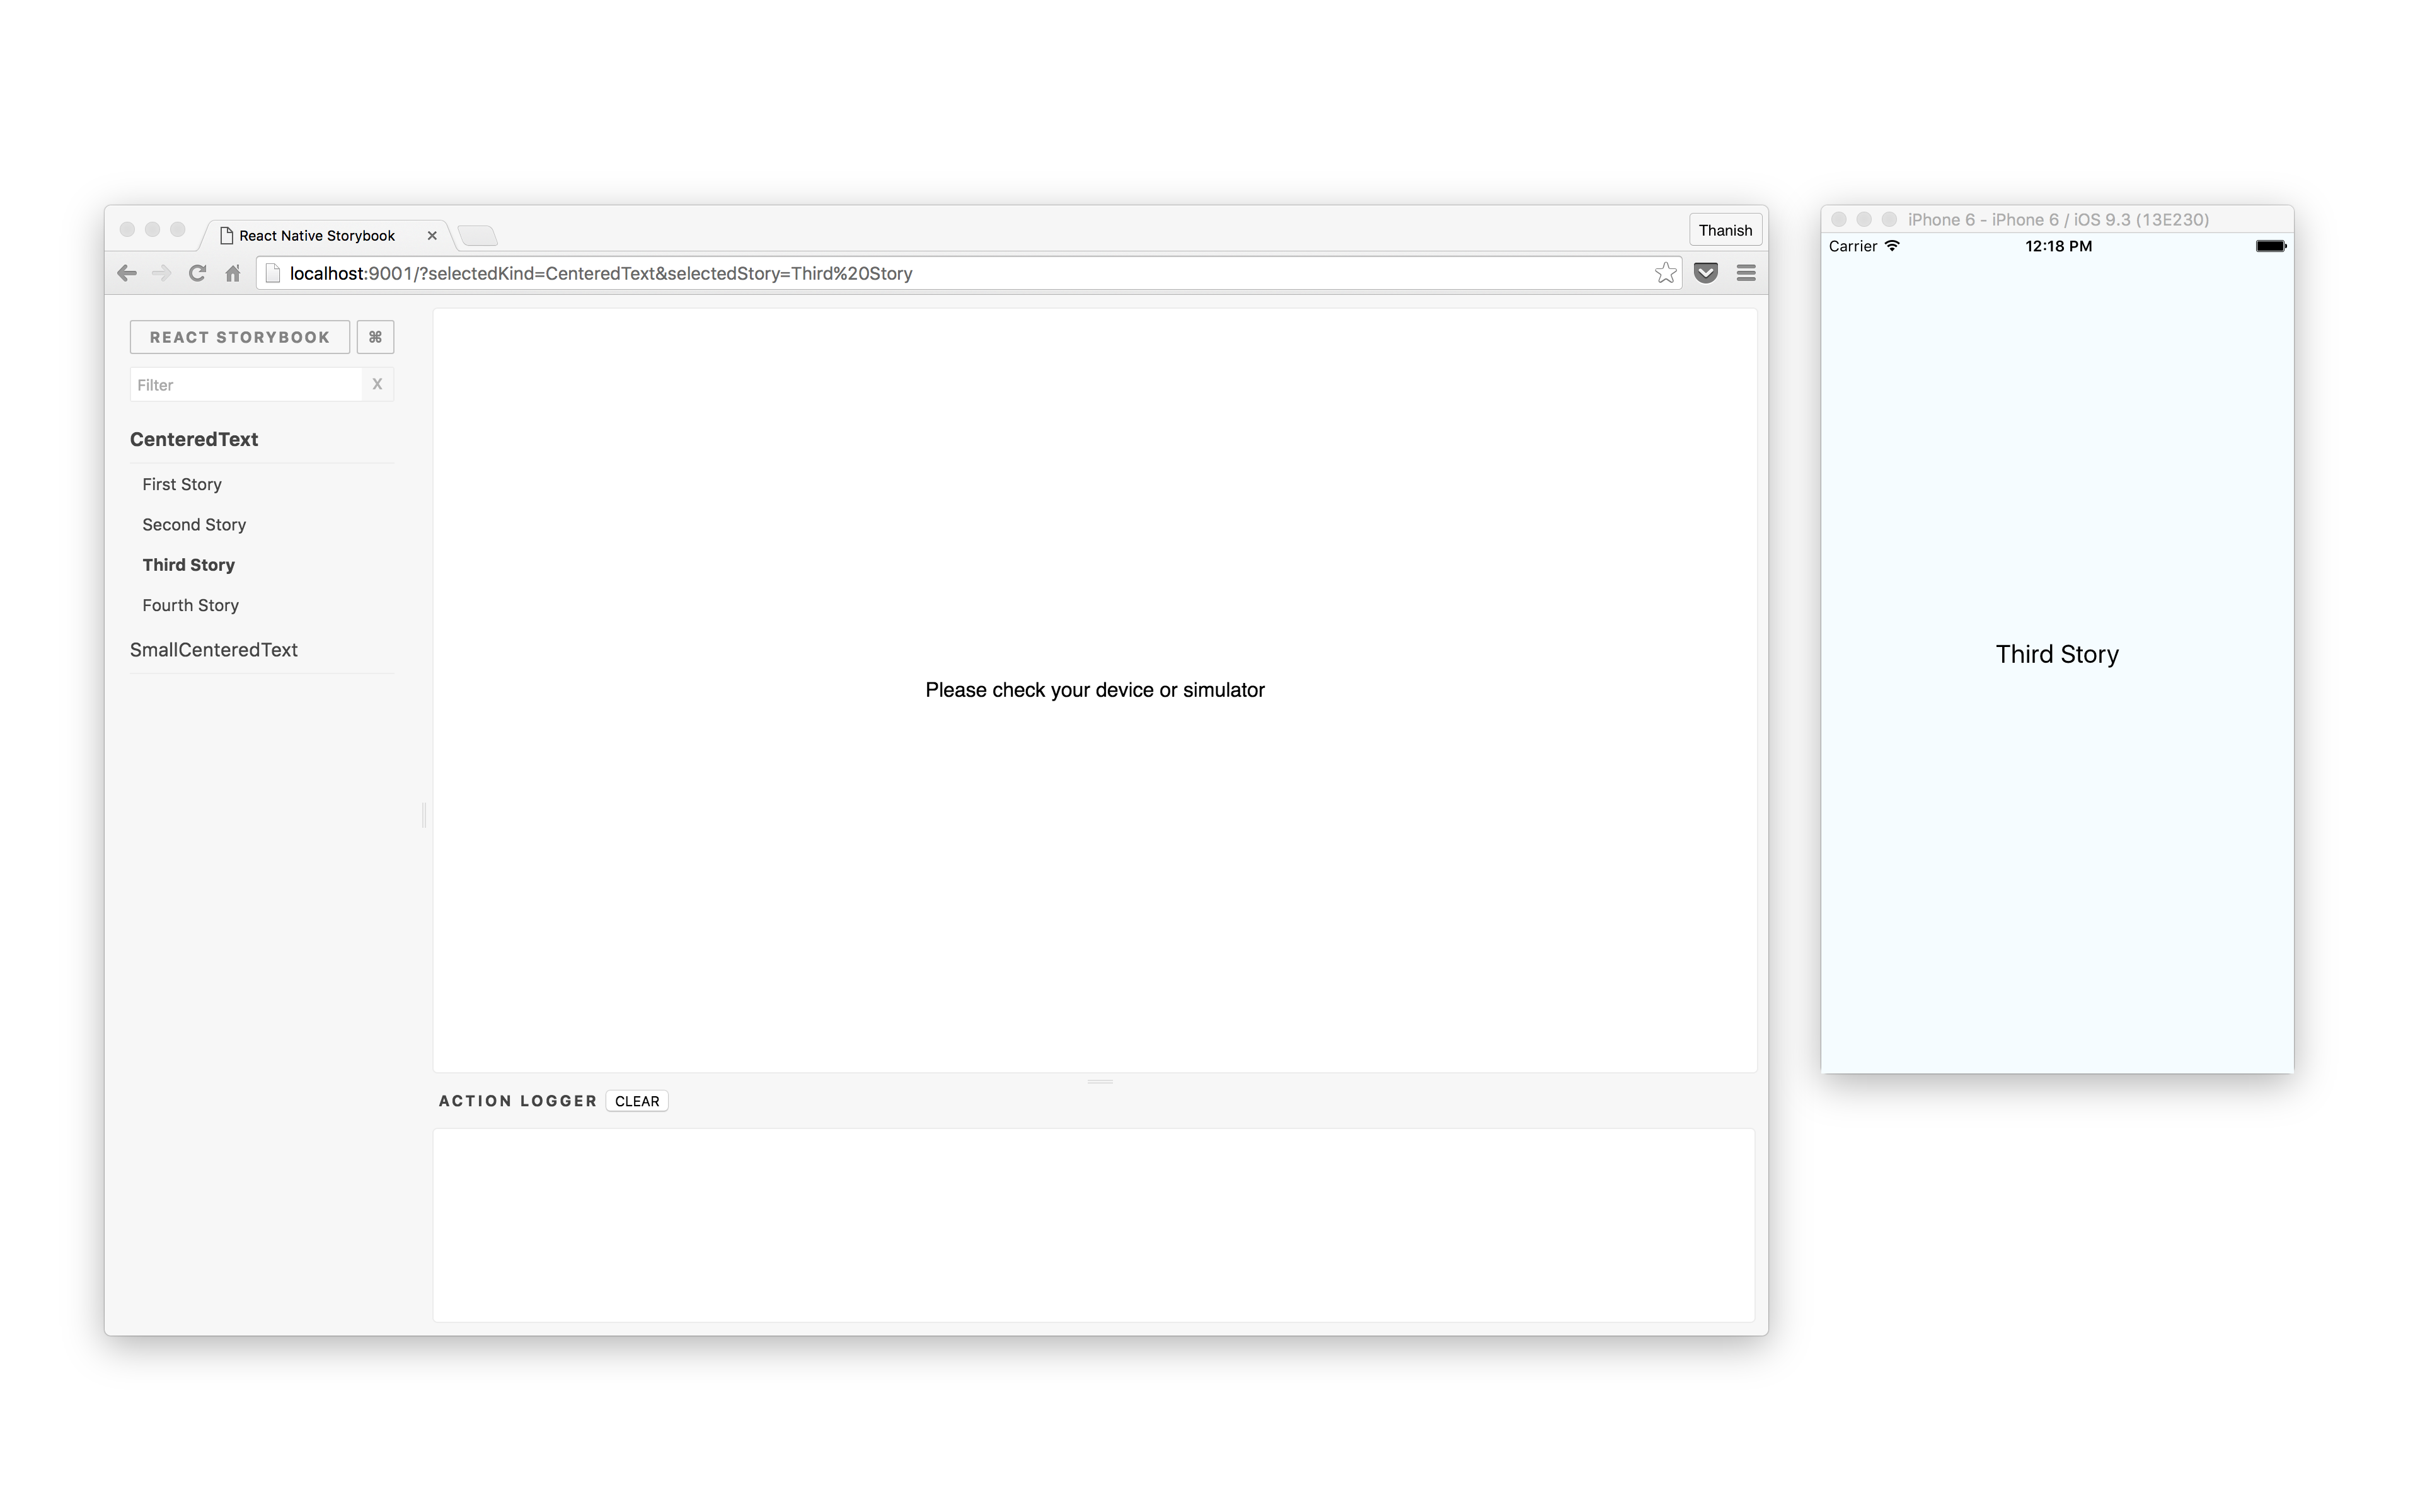 React Native Storybook
Thanish
localhost:9001/?selectedKind=CenteredText&selectedStory=Third%20Story
REACT STORYBOOK ⌘
Filter X
CenteredText
First Story
Second Story
Third Story
Fourth Story
SmallCenteredText
Please check your device or simulator
ACTION LOGGER CLEAR
iPhone 6 - iPhone 6 / iOS 9.3 (13E230)
Carrier 12:18 PM
Third Story